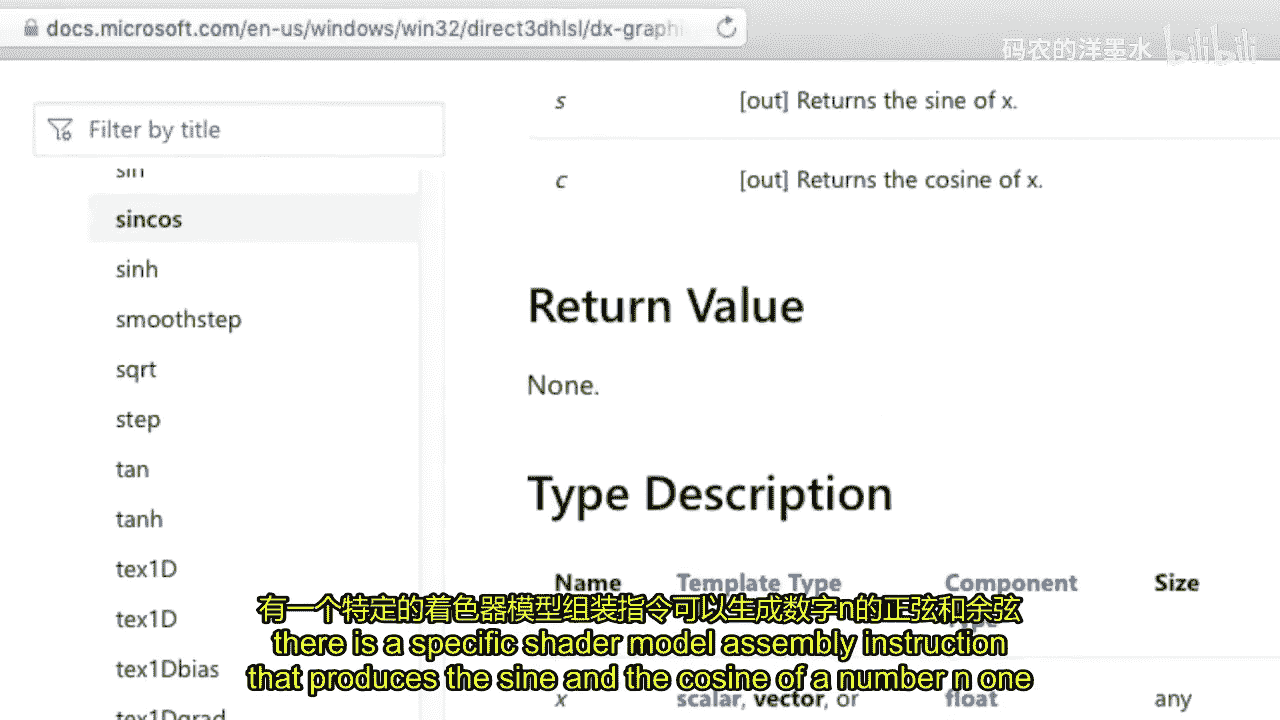 docs.microsoft.com/en-us/windows/win32/direct3dhlsl/dx-graphi
码农的洋墨水 bilibili
Filter by title
sin
sincos
sinh
smoothstep
sqrt
step
tan
tanh
tex1D
tex1D
tex1Dbias
tex1Dgrad
s [out] Returns the sine of x.
c [out] Returns the cosine of x.
Return Value
None.
Type Description
Name Template Type Component Type Size
x scalar, vector, or float any
有一个特定的着色器模型组装指令可以生成数字n的正弦和余弦
there is a specific shader model assembly instruction
that produces the sine and the cosine of a number n one